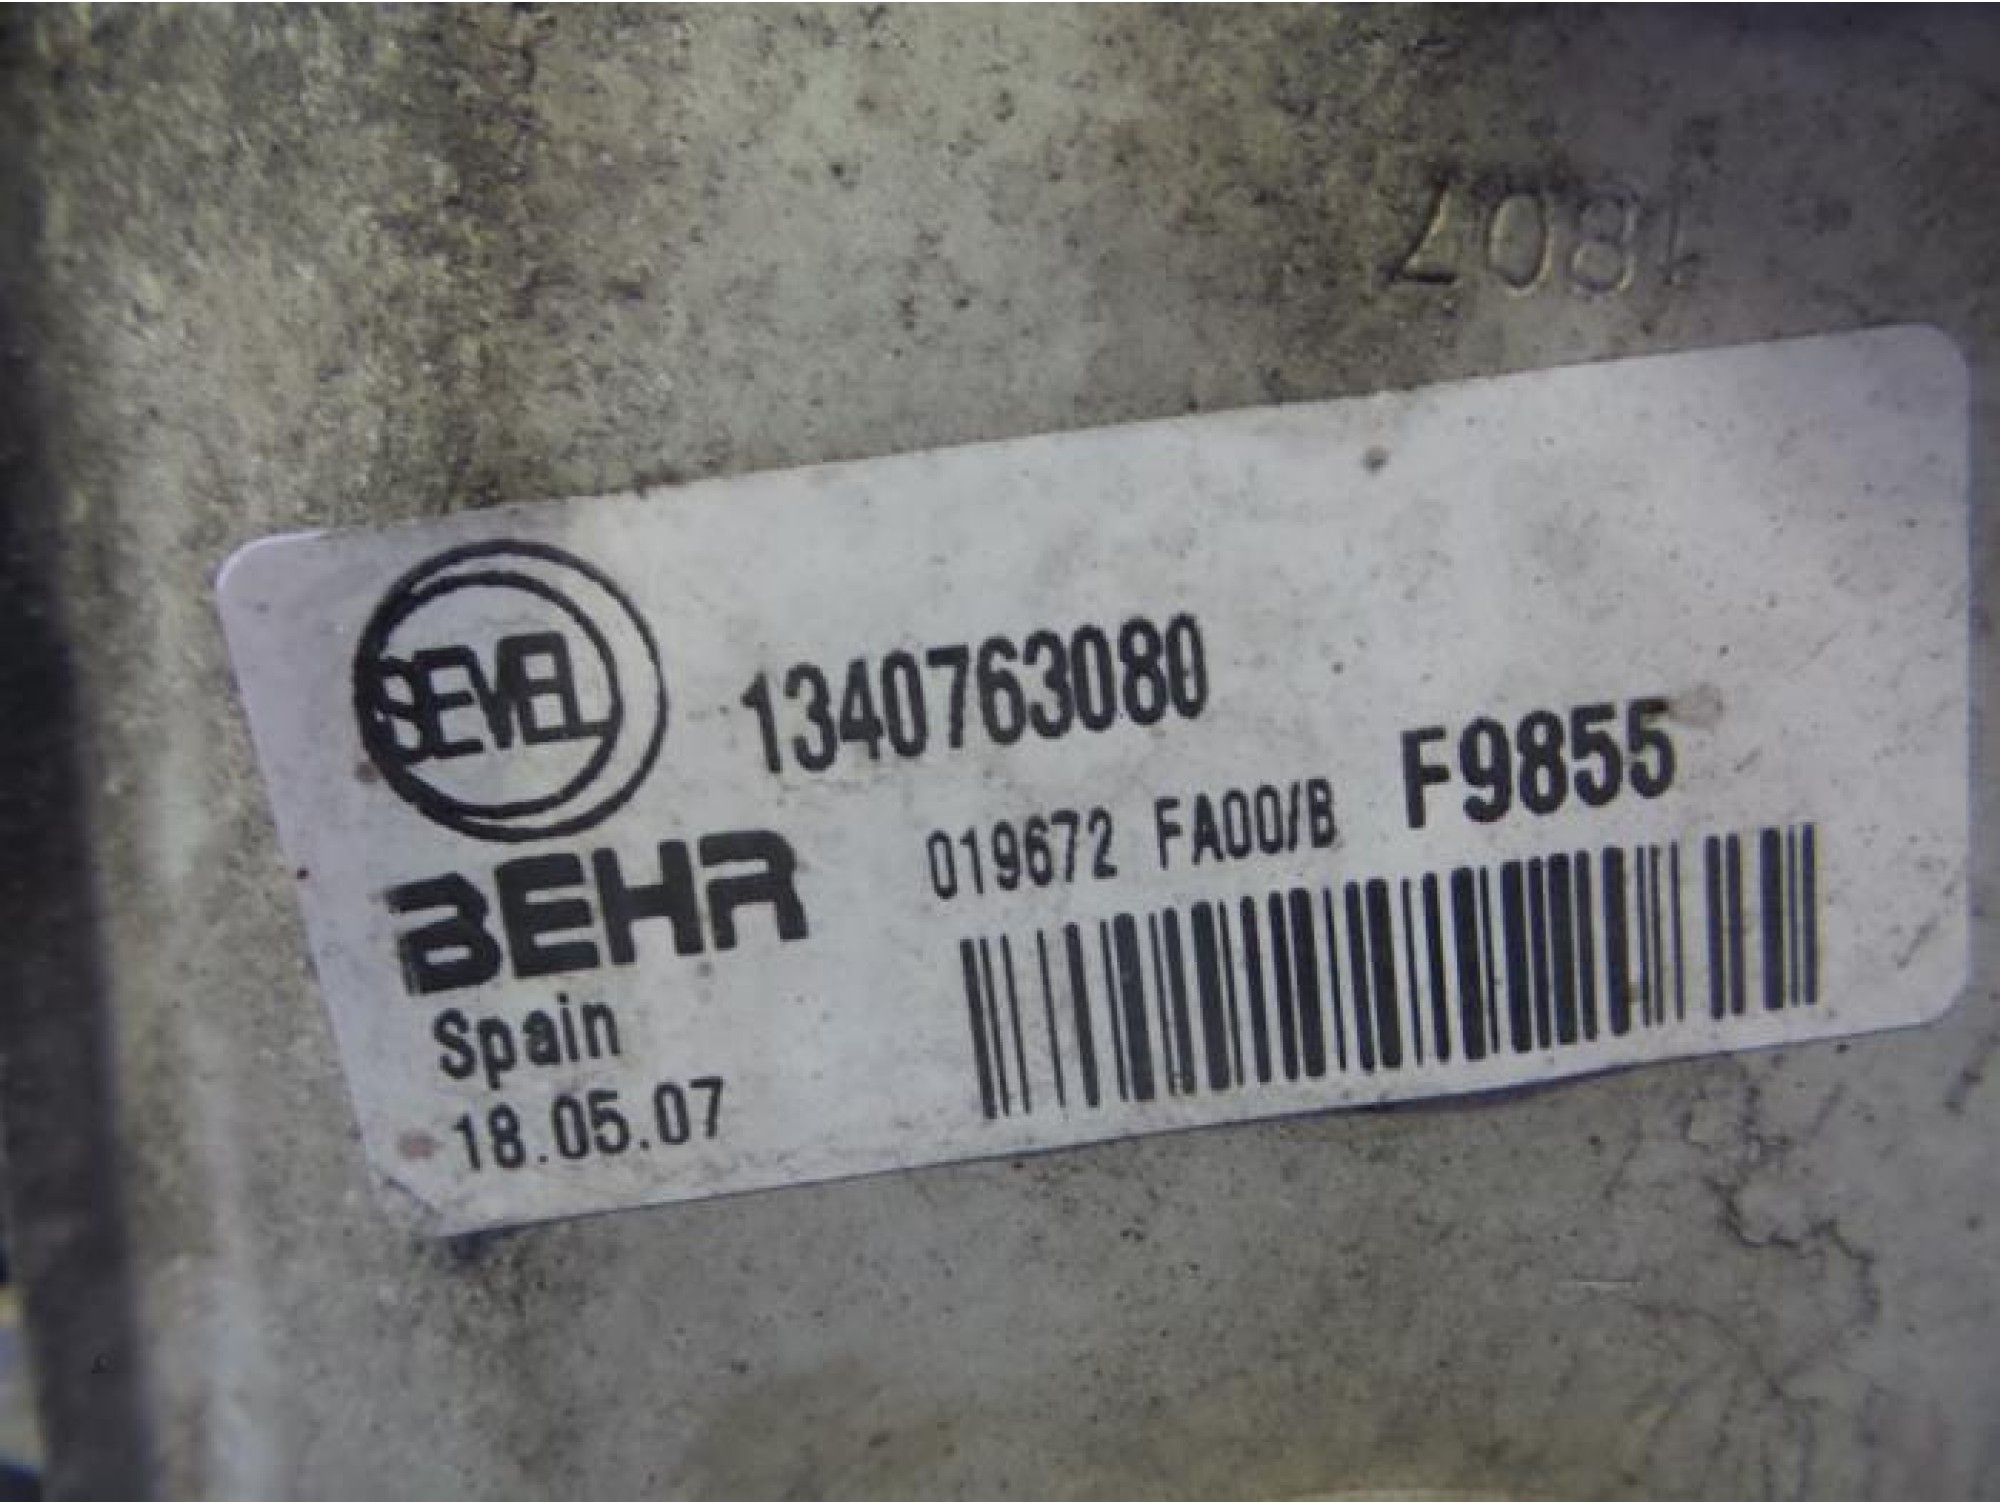 1807
SEVEL
1340763080
019672 FA00/B F9855
BEHR
Spain
18.05.07